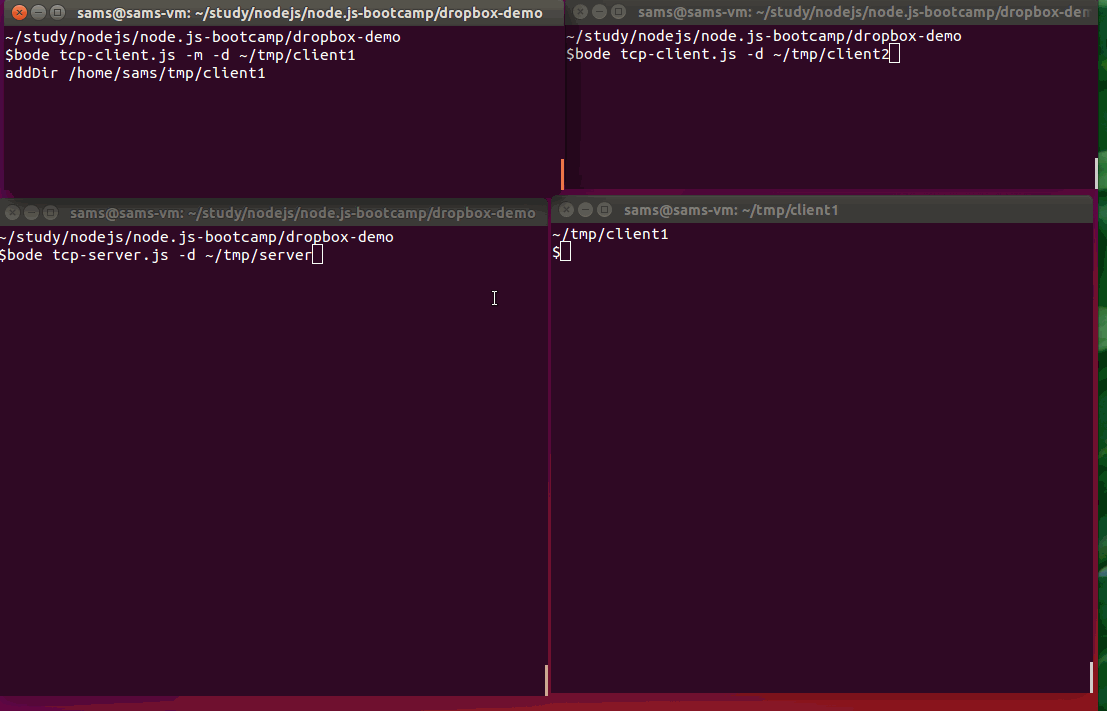 sams@sams-vm: ~/study/nodejs/node.js-bootcamp/dropbox-demo
~/study/nodejs/node.js-bootcamp/dropbox-demo
$bode tcp-client.js -m -d ~/tmp/client1
addDir /home/sams/tmp/client1
sams@sams-vm: ~/study/nodejs/node.js-bootcamp/dropbox-den
~/study/nodejs/node.js-bootcamp/dropbox-demo
$bode tcp-client.js -d ~/tmp/client2
sams@sams-vm: ~/study/nodejs/node.js-bootcamp/dropbox-demo
~/study/nodejs/node.js-bootcamp/dropbox-demo
$bode tcp-server.js -d ~/tmp/server
sams@sams-vm: ~/tmp/client1
~/tmp/client1
$